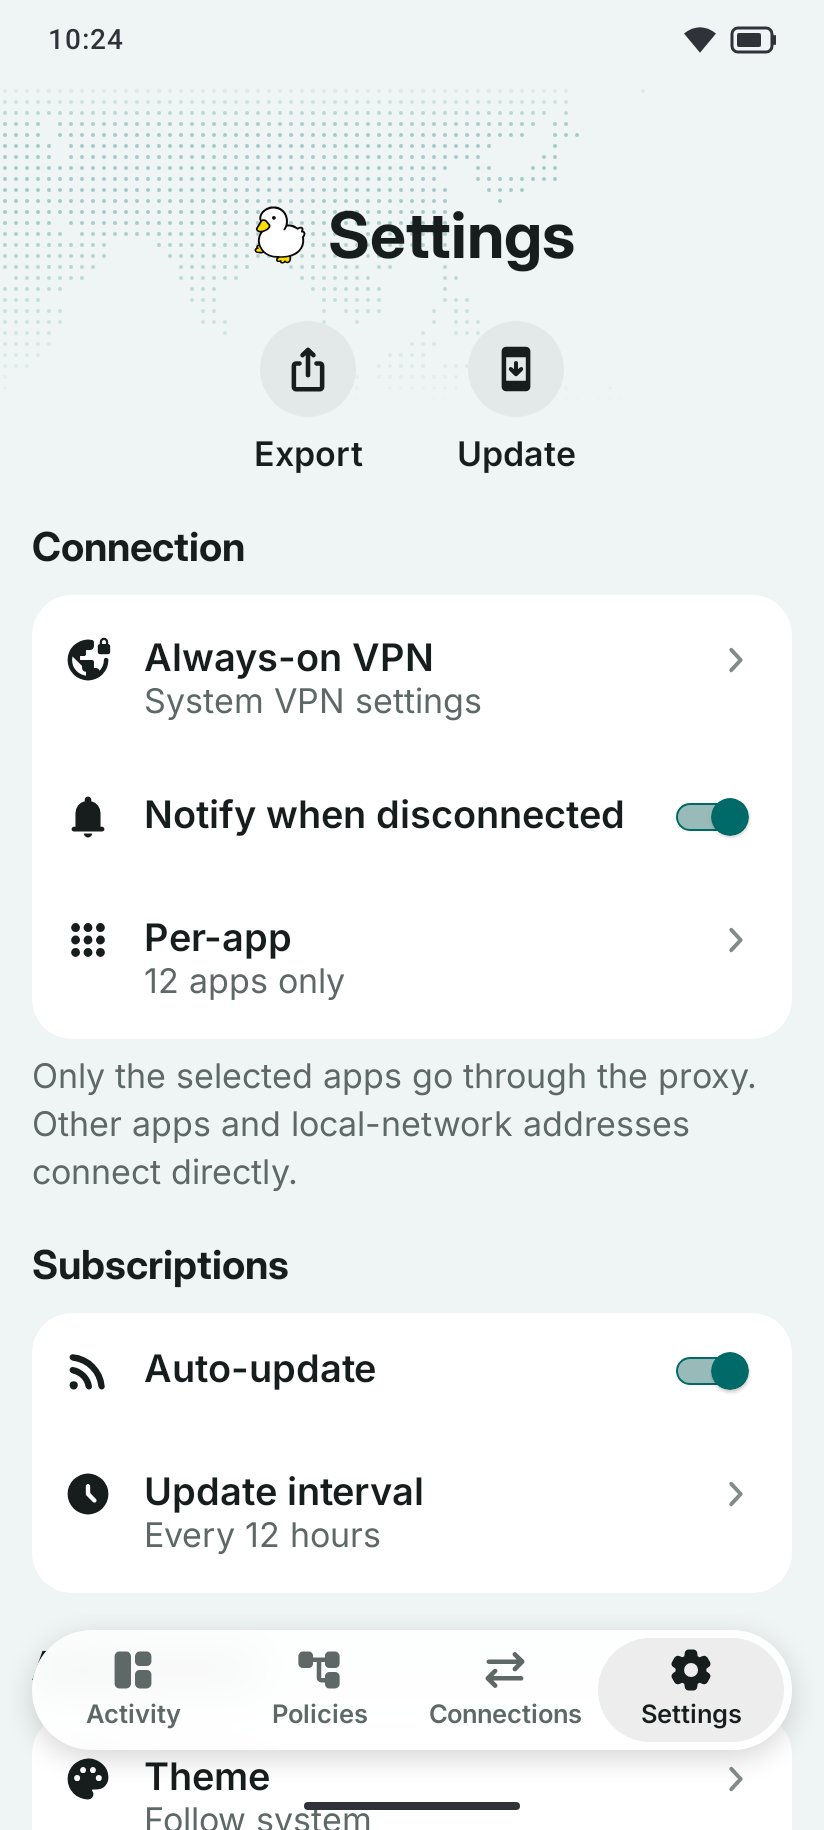 10:24
Settings
Export
Update
Connection
Always-on VPN
System VPN settings
Notify when disconnected
Per-app
12 apps only
Only the selected apps go through the proxy.
Other apps and local-network addresses
connect directly.
Subscriptions
Auto-update
Update interval
Every 12 hours
Activity
Policies
Connections
Settings
Theme
Follow system